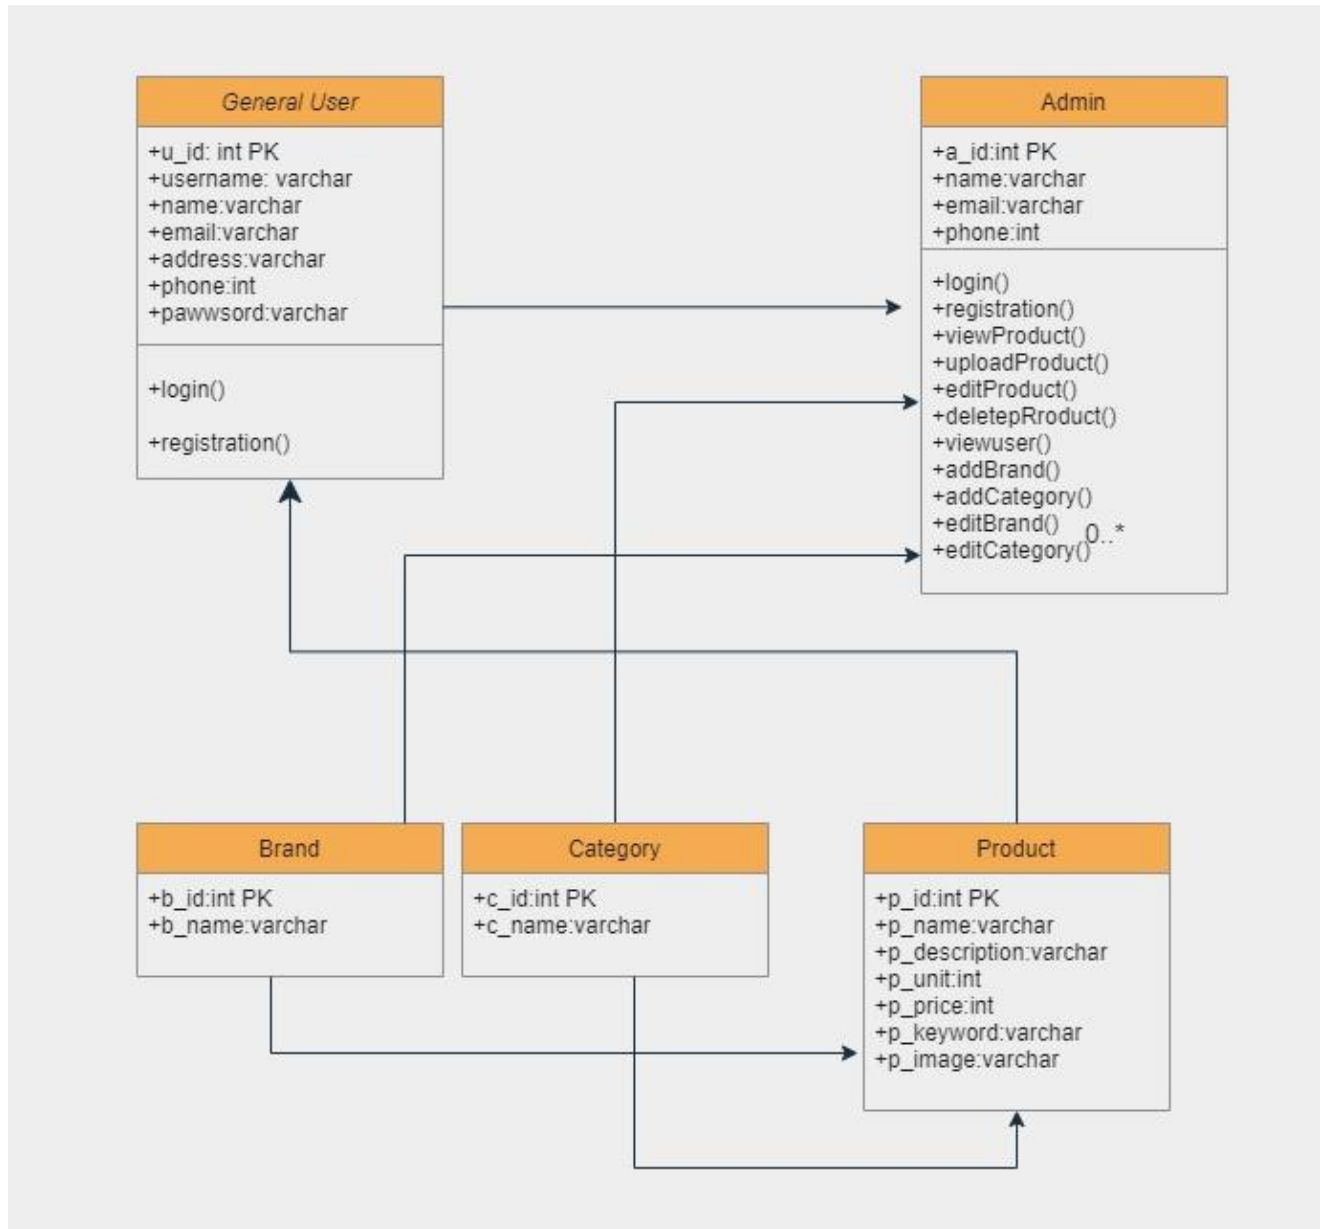 General User
+u_id: int PK
+username: varchar
+name:varchar
+email:varchar
+address:varchar
+phone:int
+pawwsord:varchar
+login()
+registration()
Admin
+a_id:int PK
+name:varchar
+email:varchar
+phone:int
+login()
+registration()
+viewProduct()
+uploadProduct()
+editProduct()
+deletepRroduct()
+viewuser()
+addBrand()
+addCategory()
+editBrand()
0..*
+editCategory()
Brand
+b_id:int PK
+b_name:varchar
Category
+c_id:int PK
+c_name:varchar
Product
+p_id:int PK
+p_name:varchar
+p_description:varchar
+p_unit:int
+p_price:int
+p_keyword:varchar
+p_image:varchar